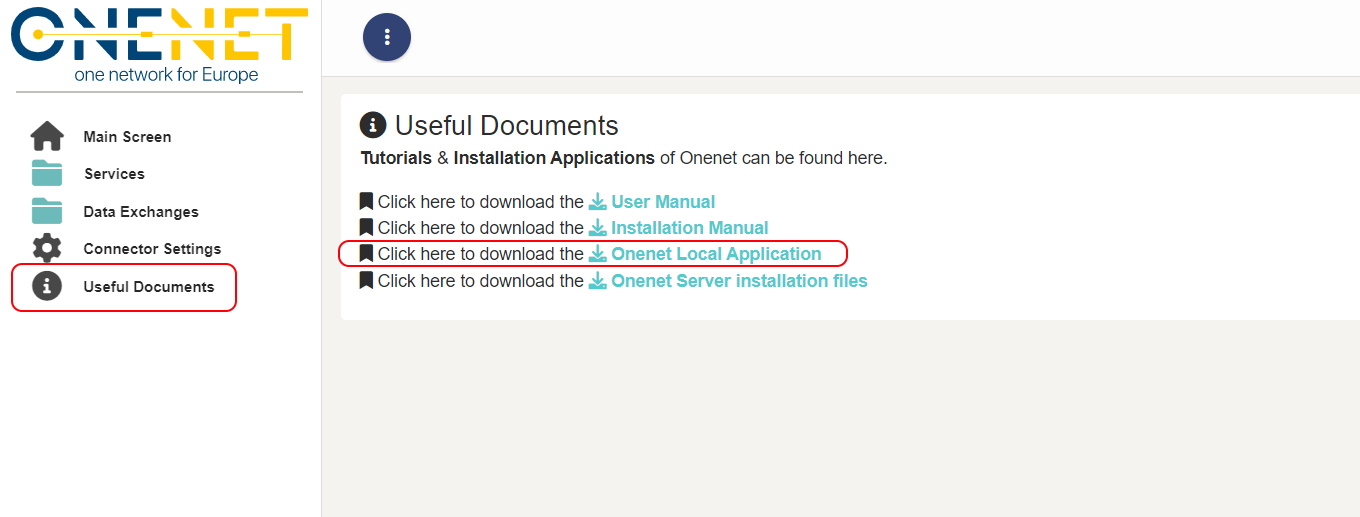 ONENET
one network for Europe
Main Screen
Services
Data Exchanges
Connector Settings
Useful Documents
Useful Documents
Tutorials & Installation Applications of Onenet can be found here.
Click here to download the User Manual
Click here to download the Installation Manual
Click here to download the Onenet Local Application
Click here to download the Onenet Server installation files